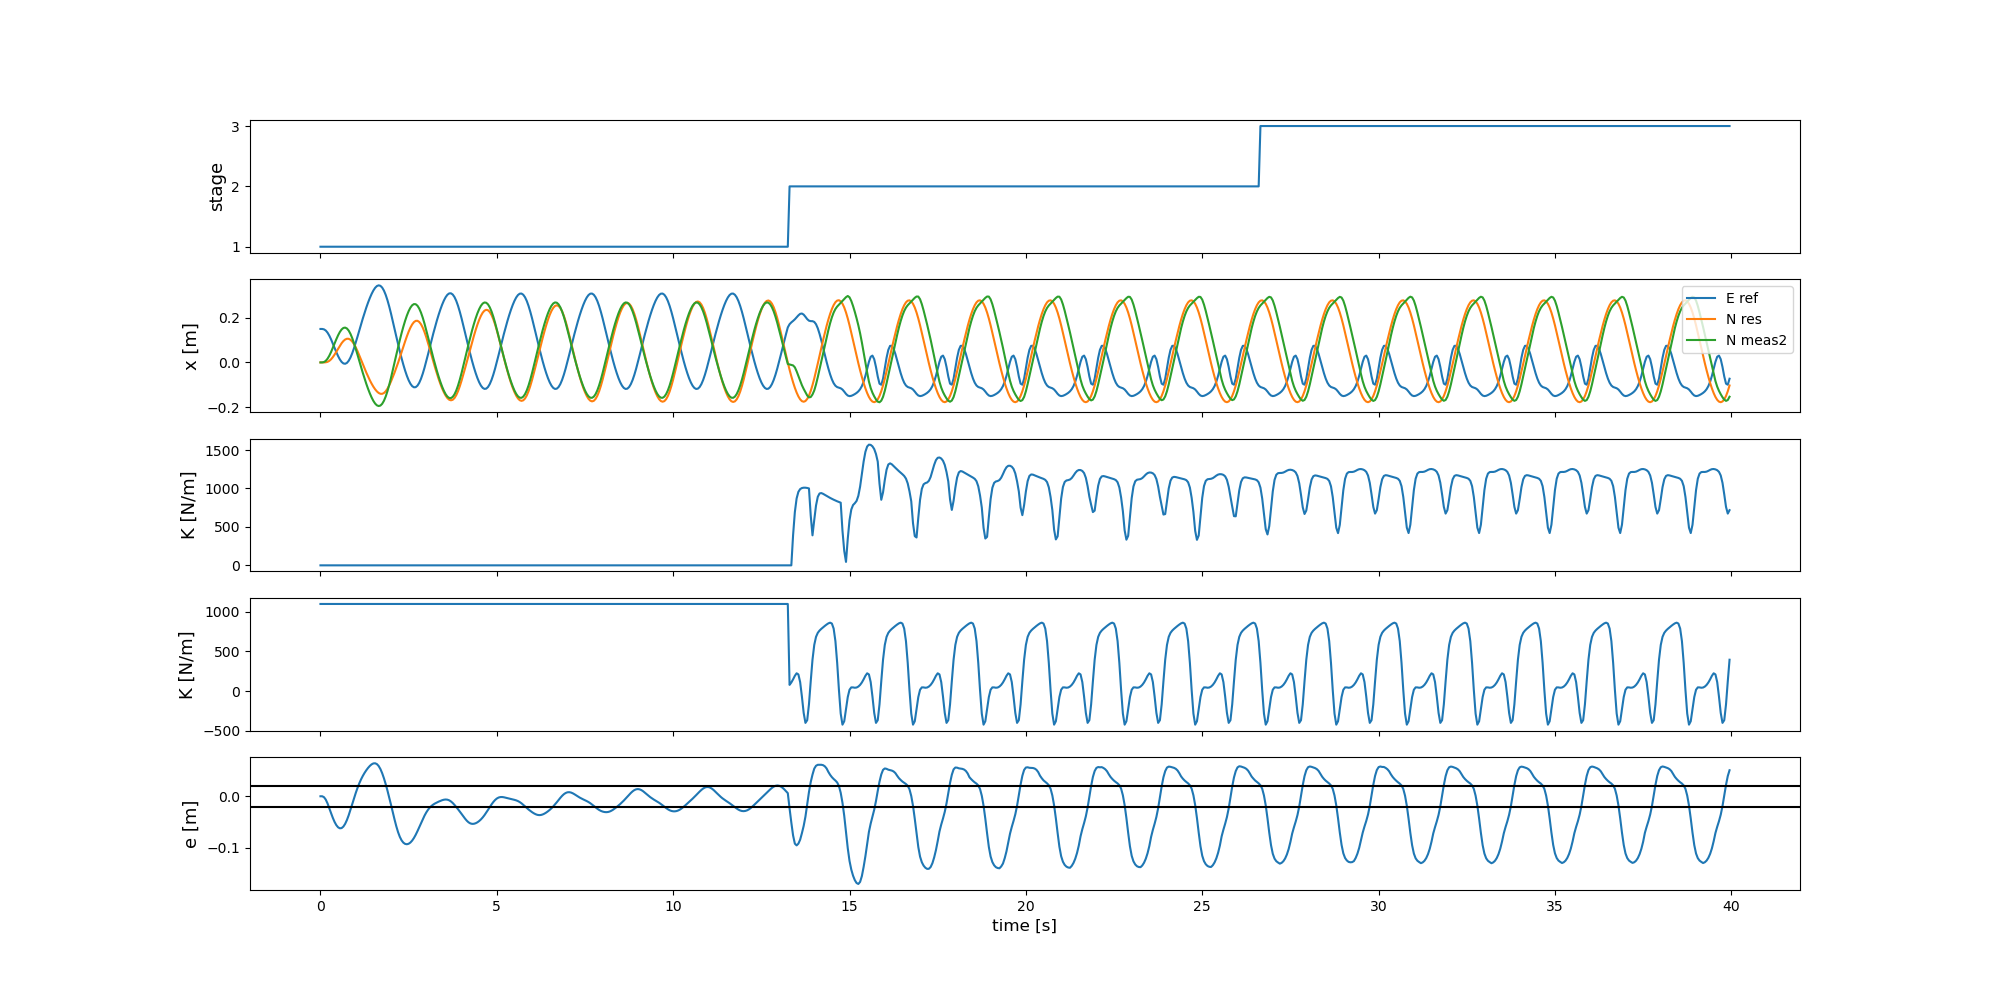 stage
3
2
1
x [m]
0.2
0.0
−0.2
E ref
N res
N meas2
K [N/m]
1500
1000
500
0
K [N/m]
1000
500
0
−500
e [m]
0.0
−0.1
0 5 10 15 20 25 30 35 40
time [s]